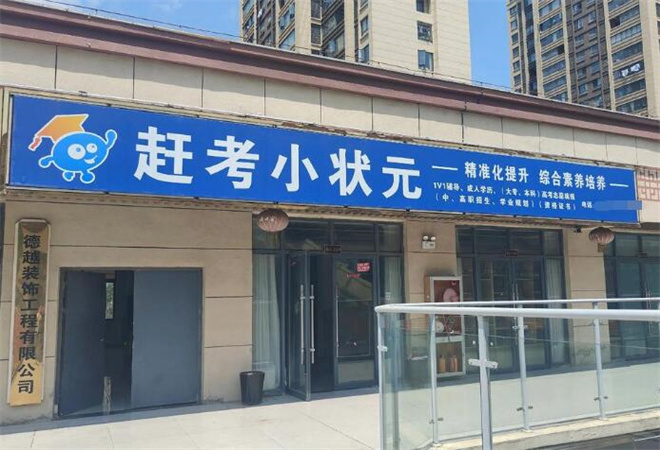 赶考小状元
—精准化提升 综合素养培养—
1V1辅导、成人学历、(大专、本科)高考志愿填报
(中、高职招生、学业规划)(资格证书)
德越装饰工程有限公司